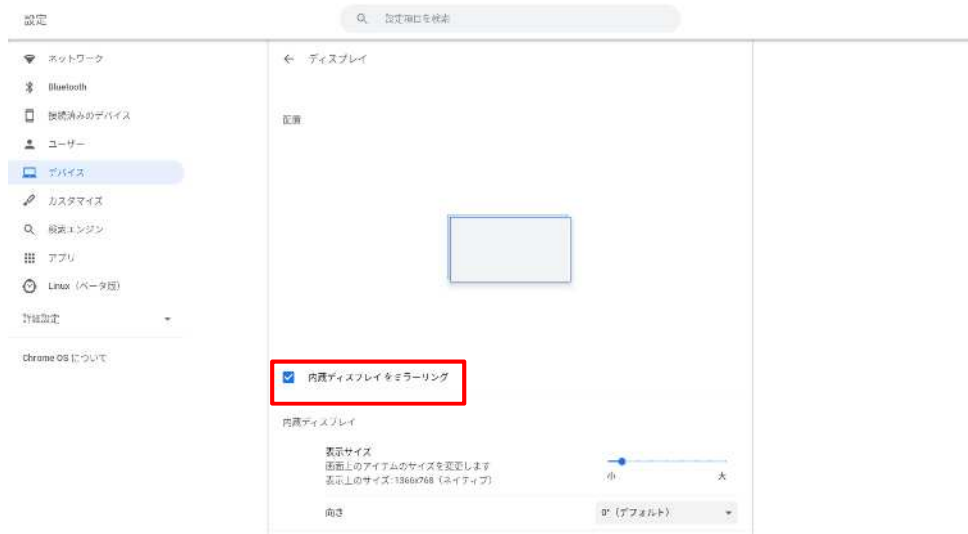 設定
設定項目を検索
ネットワーク
Bluetooth
接続済みのデバイス
ユーザー
デバイス
カスタマイズ
検索エンジン
アプリ
Linux（ベータ版）
詳細設定
Chrome OS について
ディスプレイ
配置
内蔵ディスプレイをミラーリング
内蔵ディスプレイ
表示サイズ
画面上のアイテムのサイズを変更します
表示上のサイズ: 1366x768（ネイティブ）
小
大
向き
0°（デフォルト）